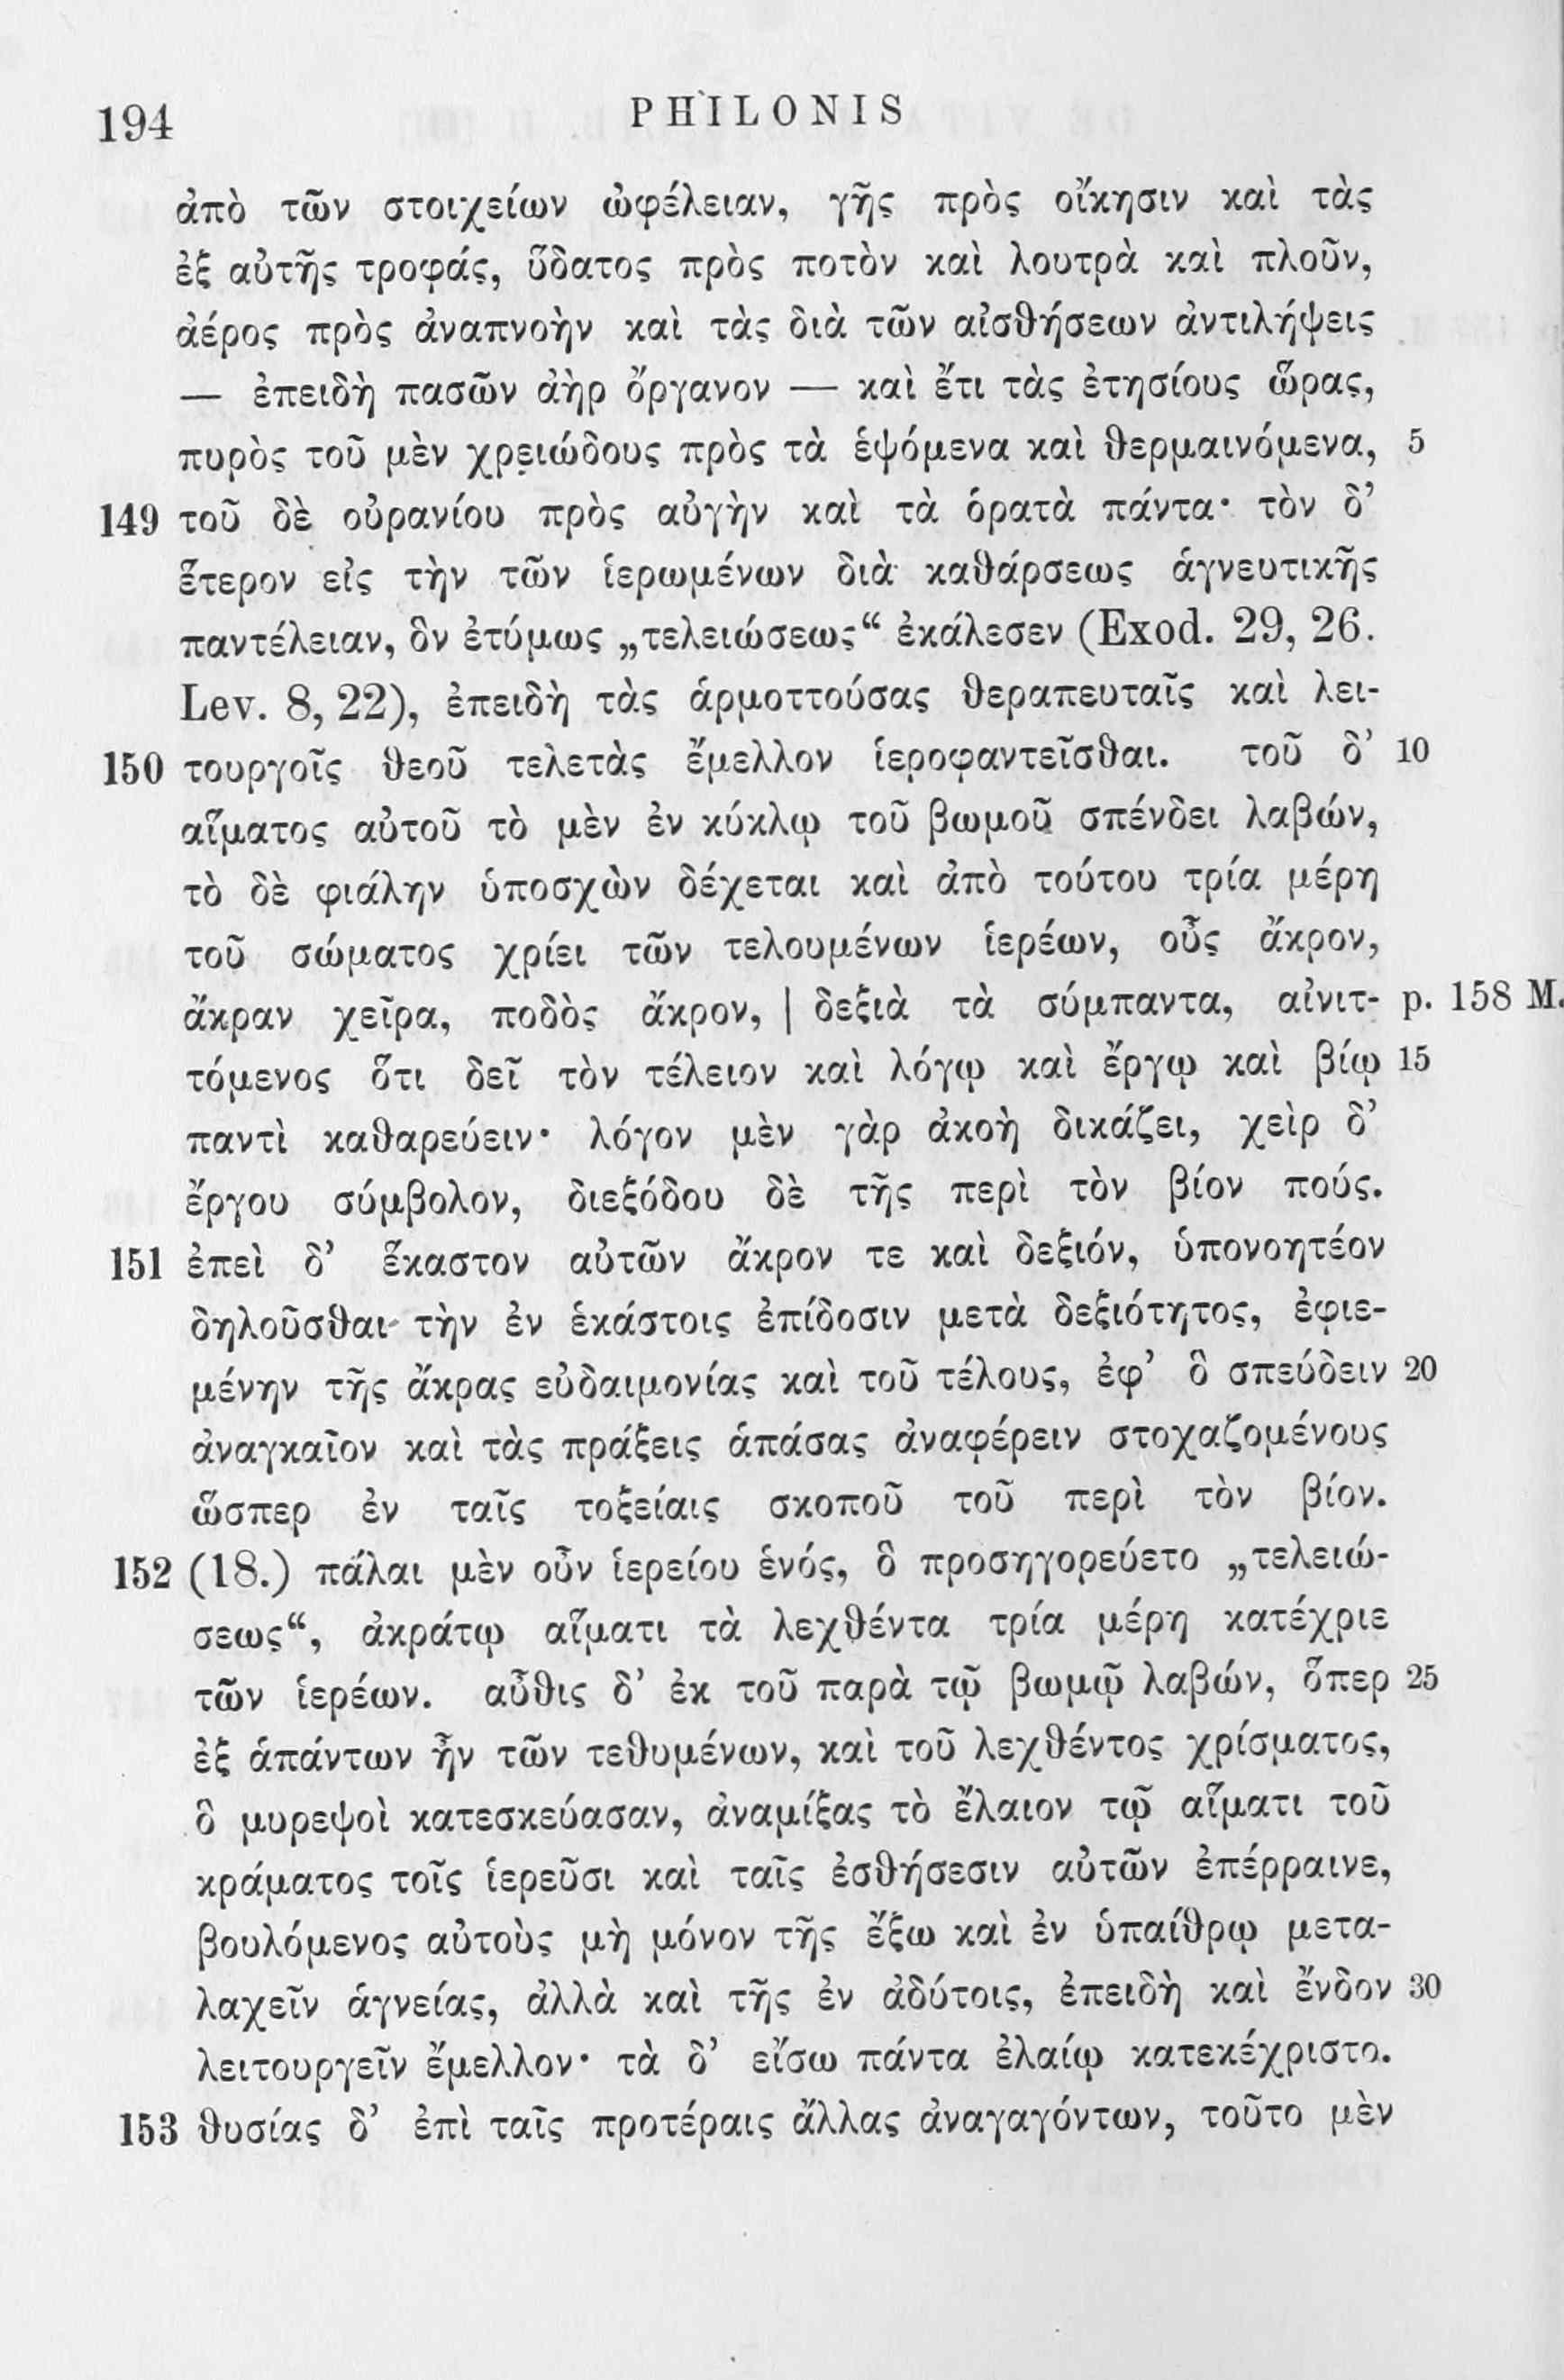 194 PHILONIS
ἀπὸ τῶν στοιχείων ὠφέλειαν, γῆς πρὸς οἴκησιν καὶ τὰς
ἐξ αὐτῆς τροφάς, ὕδατος πρὸς ποτὸν καὶ λουτρὰ καὶ πλοῦν,
ἀέρος πρὸς ἀναπνοὴν καὶ τὰς διὰ τῶν αἰσθήσεων ἀντιλήψεις
— ἐπειδὴ πασῶν ἀὴρ ὄργανον — καὶ ἔτι τὰς ἐτησίους ὥρας,
πυρὸς τοῦ μὲν χρειώδους πρὸς τὰ ἑψόμενα καὶ θερμαινόμενα, 5
149 τοῦ δὲ οὐρανίου πρὸς αὐγὴν καὶ τὰ ὁρατὰ πάντα· τὸν δ’
ἕτερον εἰς τὴν τῶν ἱερωμένων διὰ καθάρσεως ἁγνευτικῆς
παντέλειαν, ὃν ἐτύμως „τελειώσεως“ ἐκάλεσεν (Exod. 29, 26.
Lev. 8, 22), ἐπειδὴ τὰς ἁρμοττούσας θεραπευταῖς καὶ λει-
150 τουργοῖς θεοῦ τελετὰς ἔμελλον ἱεροφαντεῖσθαι. τοῦ δ’ 10
αἵματος αὐτοῦ τὸ μὲν ἐν κύκλῳ τοῦ βωμοῦ σπένδει λαβών,
τὸ δὲ φιάλην ὑποσχὼν δέχεται καὶ ἀπὸ τούτου τρία μέρη
τοῦ σώματος χρίει τῶν τελουμένων ἱερέων, οὖς ἄκρον,
ἄκραν χεῖρα, ποδὸς ἄκρον, | δεξιὰ τὰ σύμπαντα, αἰνιτ- p. 158 M.
τόμενος ὅτι δεῖ τὸν τέλειον καὶ λόγῳ καὶ ἔργῳ καὶ βίῳ 15
παντὶ καθαρεύειν· λόγον μὲν γὰρ ἀκοὴ δικάζει, χεὶρ δ’
ἔργου σύμβολον, διεξόδου δὲ τῆς περὶ τὸν βίον πούς.
151 ἐπεὶ δ’ ἕκαστον αὐτῶν ἄκρον τε καὶ δεξιόν, ὑπονοητέον
δηλοῦσθαι τὴν ἐν ἑκάστοις ἐπίδοσιν μετὰ δεξιότητος, ἐφιε-
μένην τῆς ἄκρας εὐδαιμονίας καὶ τοῦ τέλους, ἐφ’ ὃ σπεύδειν 20
ἀναγκαῖον καὶ τὰς πράξεις ἁπάσας ἀναφέρειν στοχαζομένους
ὥσπερ ἐν ταῖς τοξείαις σκοποῦ τοῦ περὶ τὸν βίον.
152 (18.) πάλαι μὲν οὖν ἱερείου ἑνός, ὃ προσηγορεύετο „τελειώ-
σεως“, ἀκράτῳ αἵματι τὰ λεχθέντα τρία μέρη κατέχριε
τῶν ἱερέων. αὖθις δ’ ἐκ τοῦ παρὰ τῷ βωμῷ λαβών, ὅπερ 25
ἐξ ἁπάντων ἦν τῶν τεθυμένων, καὶ τοῦ λεχθέντος χρίσματος,
ὃ μυρεψοὶ κατεσκεύασαν, ἀναμίξας τὸ ἔλαιον τῷ αἵματι τοῦ
κράματος τοῖς ἱερεῦσι καὶ ταῖς ἐσθήσεσιν αὐτῶν ἐπέρραινε,
βουλόμενος αὐτοὺς μὴ μόνον τῆς ἔξω καὶ ἐν ὑπαίθρῳ μετα-
λαχεῖν ἁγνείας, ἀλλὰ καὶ τῆς ἐν ἀδύτοις, ἐπειδὴ καὶ ἔνδον 30
λειτουργεῖν ἔμελλον· τὰ δ’ εἴσω πάντα ἐλαίῳ κατεκέχριστο.
153 θυσίας δ’ ἐπὶ ταῖς προτέραις ἄλλας ἀναγαγόντων, τοῦτο μὲν